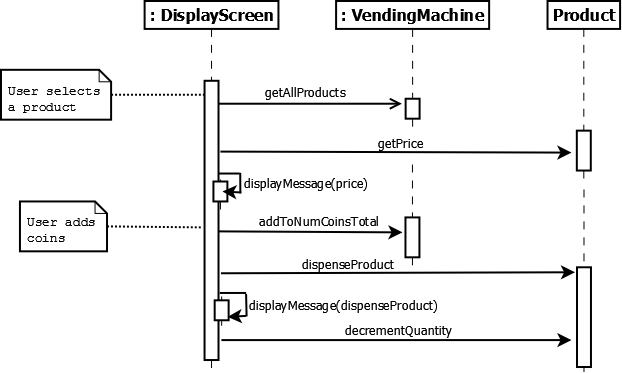 : DisplayScreen
: VendingMachine
Product
User selects
a product
getAllProducts
getPrice
displayMessage(price)
User adds
coins
addToNumCoinsTotal
dispenseProduct
displayMessage(dispenseProduct)
decrementQuantity